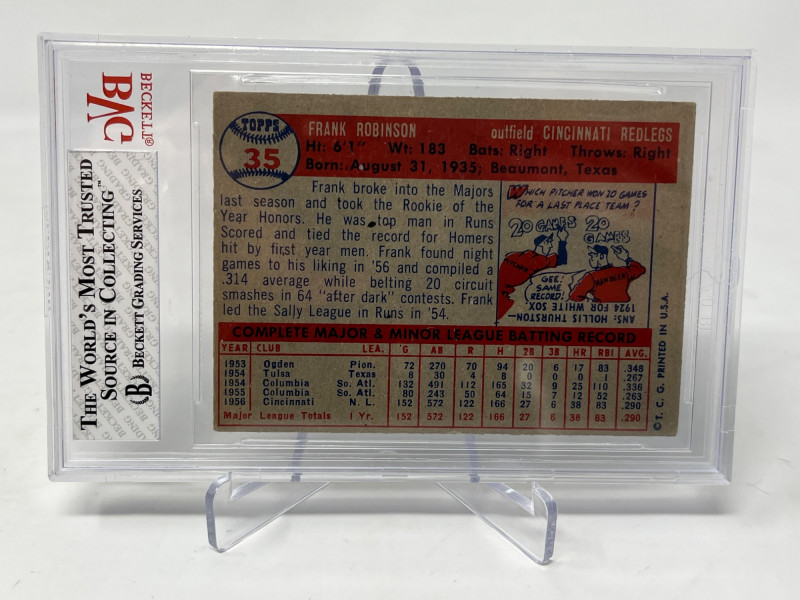 BECKETT
BVG
THE WORLD'S MOST TRUSTED
SOURCE IN COLLECTING™
BECKETT GRADING SERVICES
B
TOPPS
35
FRANK ROBINSON outfield CINCINNATI REDLEGS
Ht: 6'1" Wt: 183 Bats: Right Throws: Right
Born: August 31, 1935; Beaumont, Texas
Frank broke into the Majors
last season and took the Rookie of the
Year Honors. He was top man in Runs
Scored and tied the record for Homers
hit by first year men. Frank found night
games to his liking in '56 and compiled a
.314 average while belting 20 circuit
smashes in 64 "after dark" contests. Frank
led the Sally League in Runs in '54.
WHICH PITCHER WON 20 GAMES
FOR A LAST PLACE TEAM?
20 GAMES
20 GAMES
GEE!
SAME
RECORD!
ANS: HOLLIS THURSTON-
1923 FOR WHITE SOX
COMPLETE MAJOR & MINOR LEAGUE BATTING RECORD
YEAR CLUB LEA. G AB R H 2B 3B HR RBI AVG.
1953 Ogden Pion. 72 270 70 94 20 6 17 83 .348
1954 Tulsa Texas 8 30 4 8 0 0 0 1 .267
1954 Columbia So. Atl. 132 491 112 165 32 9 25 110 .336
1955 Columbia So. Atl. 80 243 50 64 15 7 12 52 .263
1956 Cincinnati N. L. 152 572 122 166 27 6 38 83 .290
Major League Totals 1 Yr. 152 572 122 166 27 6 38 83 .290
© T. C. G. PRINTED IN U.S.A.